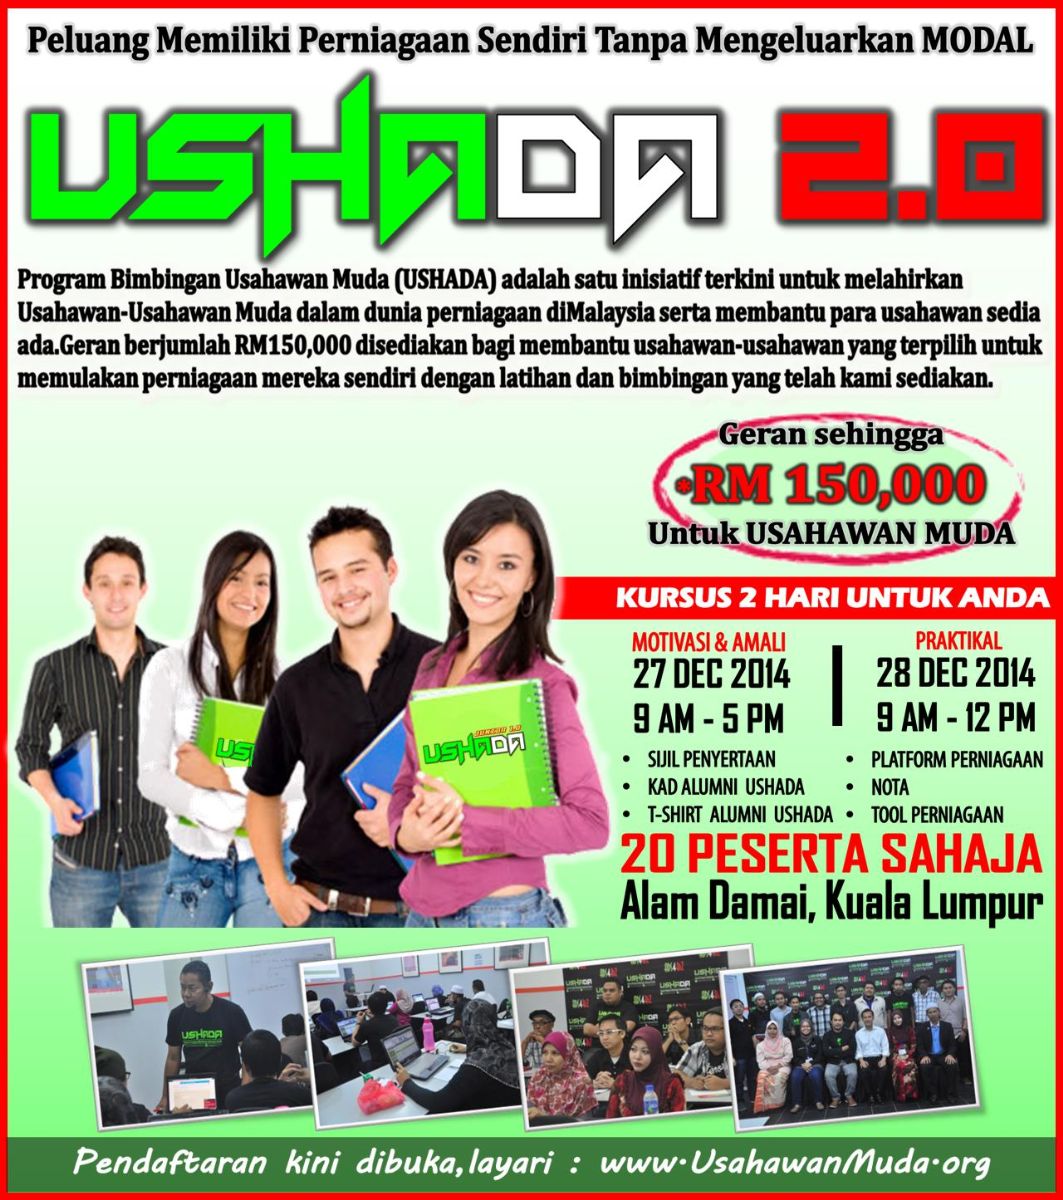 Peluang Memiliki Perniagaan Sendiri Tanpa Mengeluarkan MODAL
USHADA 2.0
Program Bimbingan Usahawan Muda (USHADA) adalah satu inisiatif terkini untuk melahirkan
Usahawan-Usahawan Muda dalam dunia perniagaan diMalaysia serta membantu para usahawan sedia
ada.Geran berjumlah RM150,000 disediakan bagi membantu usahawan-usahawan yang terpilih untuk
memulakan perniagaan mereka sendiri dengan latihan dan bimbingan yang telah kami sediakan.
Geran sehingga
*RM 150,000
Untuk USAHAWAN MUDA
KURSUS 2 HARI UNTUK ANDA
MOTIVASI & AMALI
27 DEC 2014
9 AM - 5 PM
• SIJIL PENYERTAAN
• KAD ALUMNI USHADA
• T-SHIRT ALUMNI USHADA
PRAKTIKAL
28 DEC 2014
9 AM - 12 PM
• PLATFORM PERNIAGAAN
• NOTA
• TOOL PERNIAGAAN
20 PESERTA SAHAJA
Alam Damai, Kuala Lumpur
USHADA
USHADA
USHADA
USHADA
Pendaftaran kini dibuka,layari : www.UsahawanMuda.org